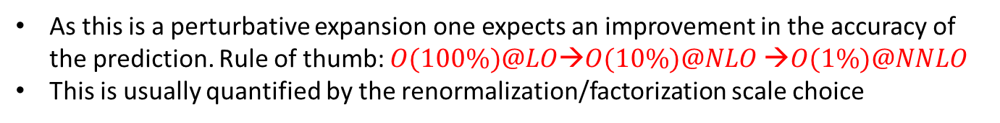 • As this is a perturbative expansion one expects an improvement in the accuracy of
the prediction. Rule of thumb: O(100%)@LO→O(10%)@NLO →O(1%)@NNLO
• This is usually quantified by the renormalization/factorization scale choice